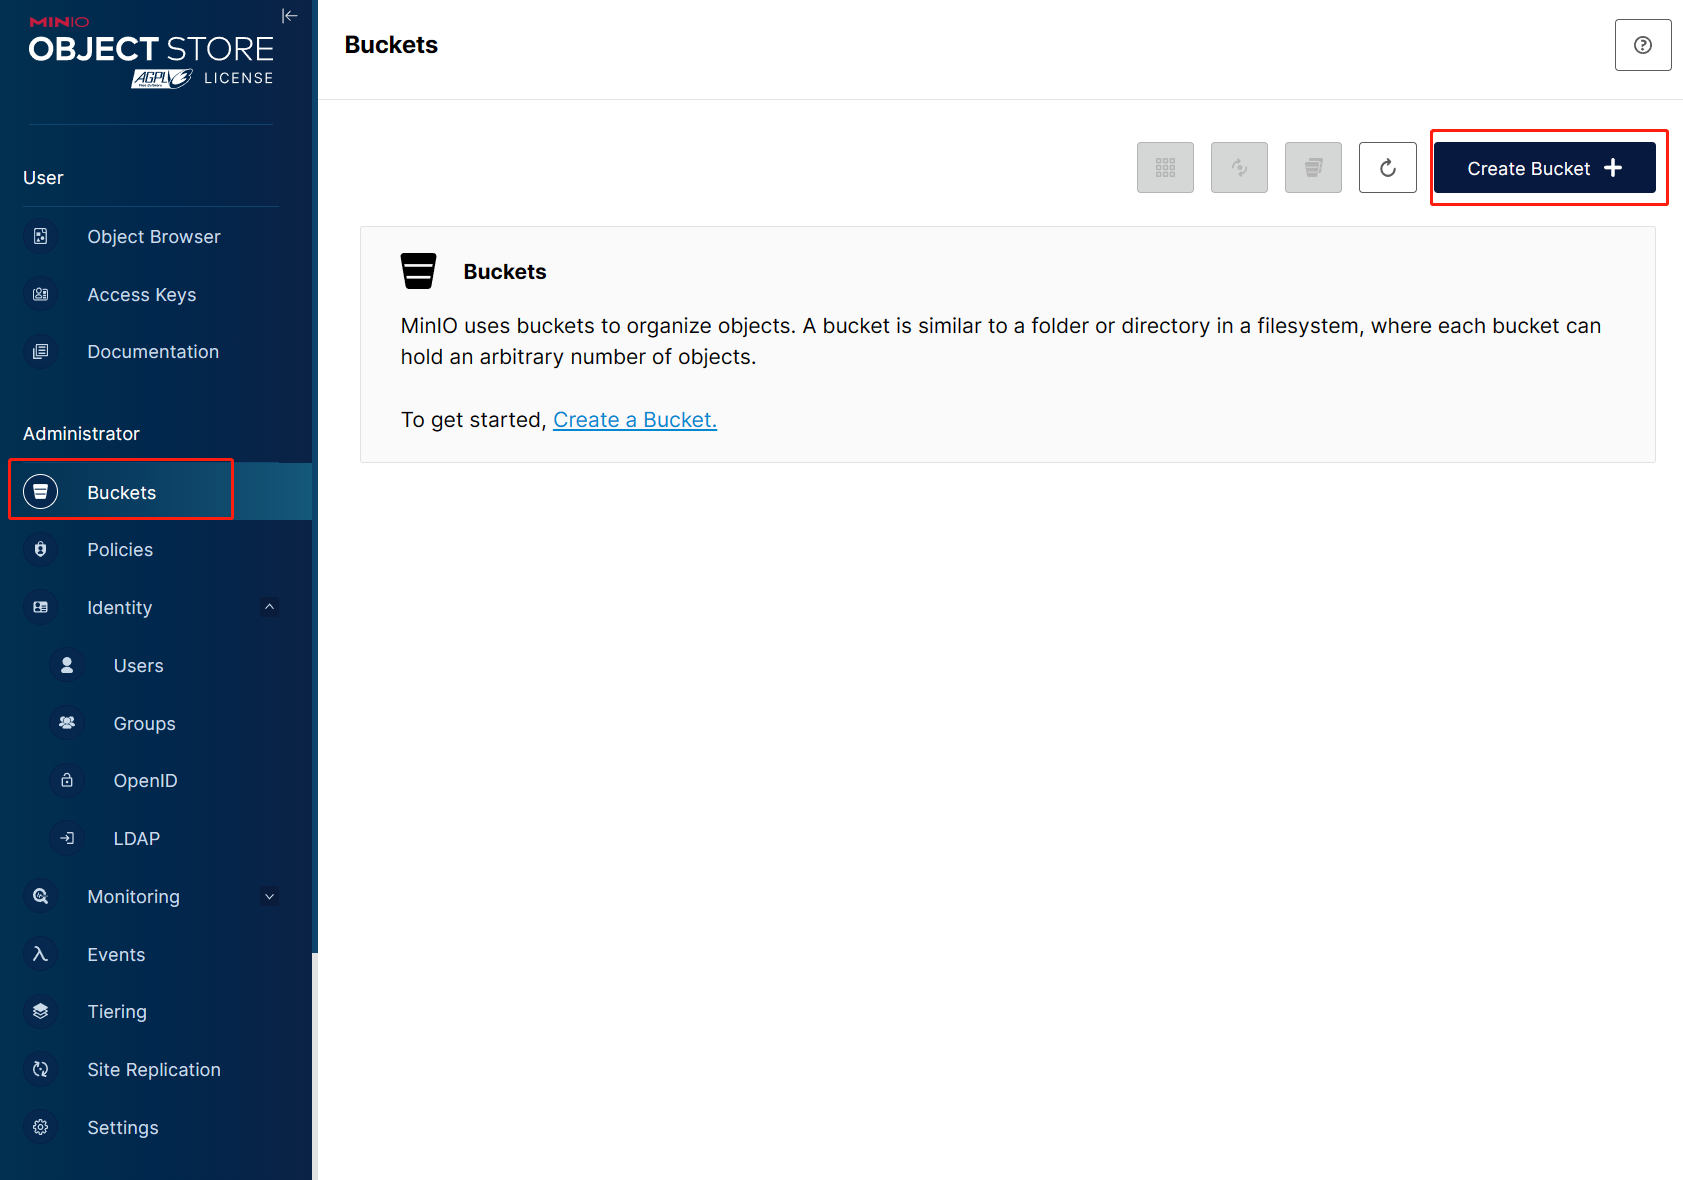 MINIO
OBJECT STORE
AGPL v3 LICENSE
User
Object Browser
Access Keys
Documentation
Administrator
Buckets
Policies
Identity
Users
Groups
OpenID
LDAP
Monitoring
Events
Tiering
Site Replication
Settings
Buckets
Create Bucket
Buckets
MinIO uses buckets to organize objects. A bucket is similar to a folder or directory in a filesystem, where each bucket can
hold an arbitrary number of objects.
To get started, Create a Bucket.